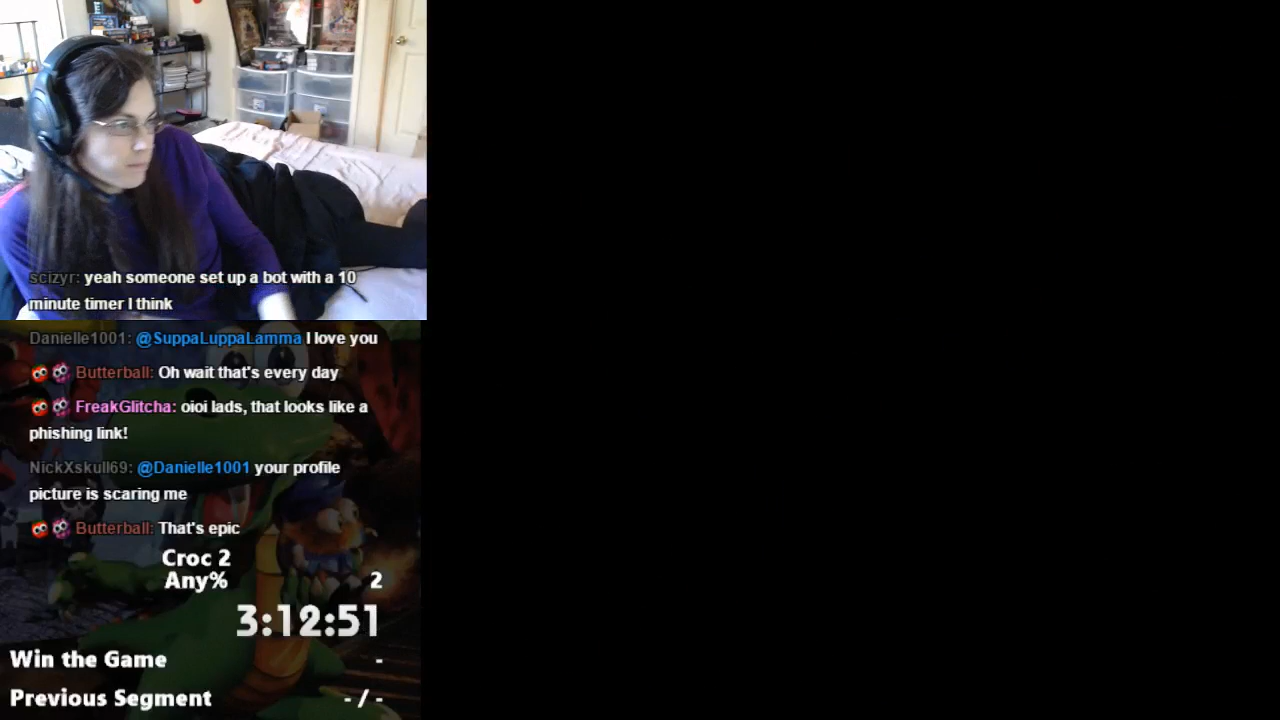 scizyr: yeah someone set up a bot with a 10
minute timer I think
Danielle1001: @SuppaLuppaLamma I love you
Butterball: Oh wait that's every day
FreakGlitcha: oioi lads, that looks like a
phishing link!
NickXskull69: @Danielle1001 your profile
picture is scaring me
Butterball: That's epic
Croc 2
Any% 2
3:12:51
Win the Game -
Previous Segment - / -